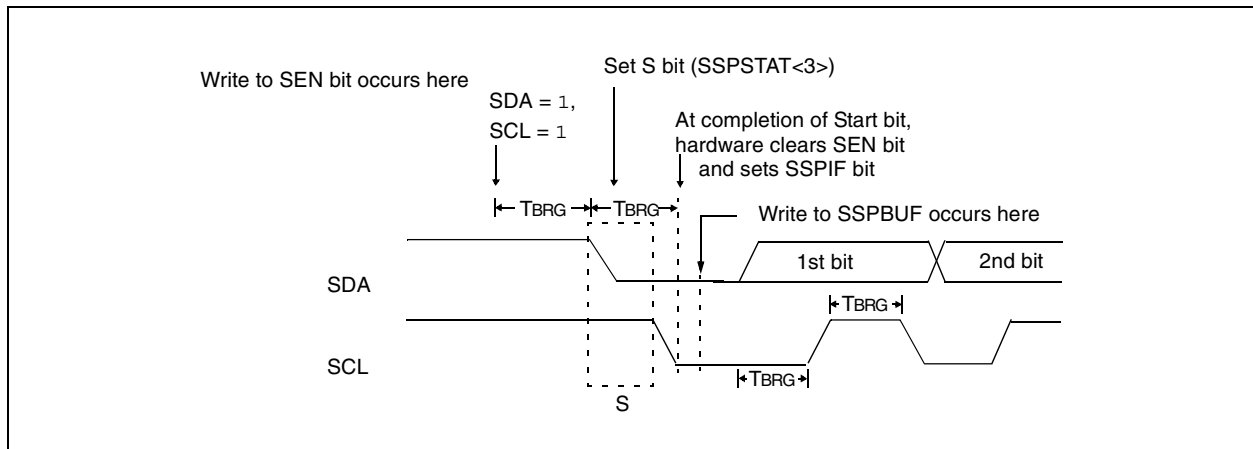 Write to SEN bit occurs here
Set S bit (SSPSTAT<3>)
SDA = 1,
SCL = 1
At completion of Start bit,
hardware clears SEN bit
and sets SSPIF bit
TBRG
TBRG
Write to SSPBUF occurs here
SDA
1st bit
2nd bit
TBRG
SCL
TBRG
S